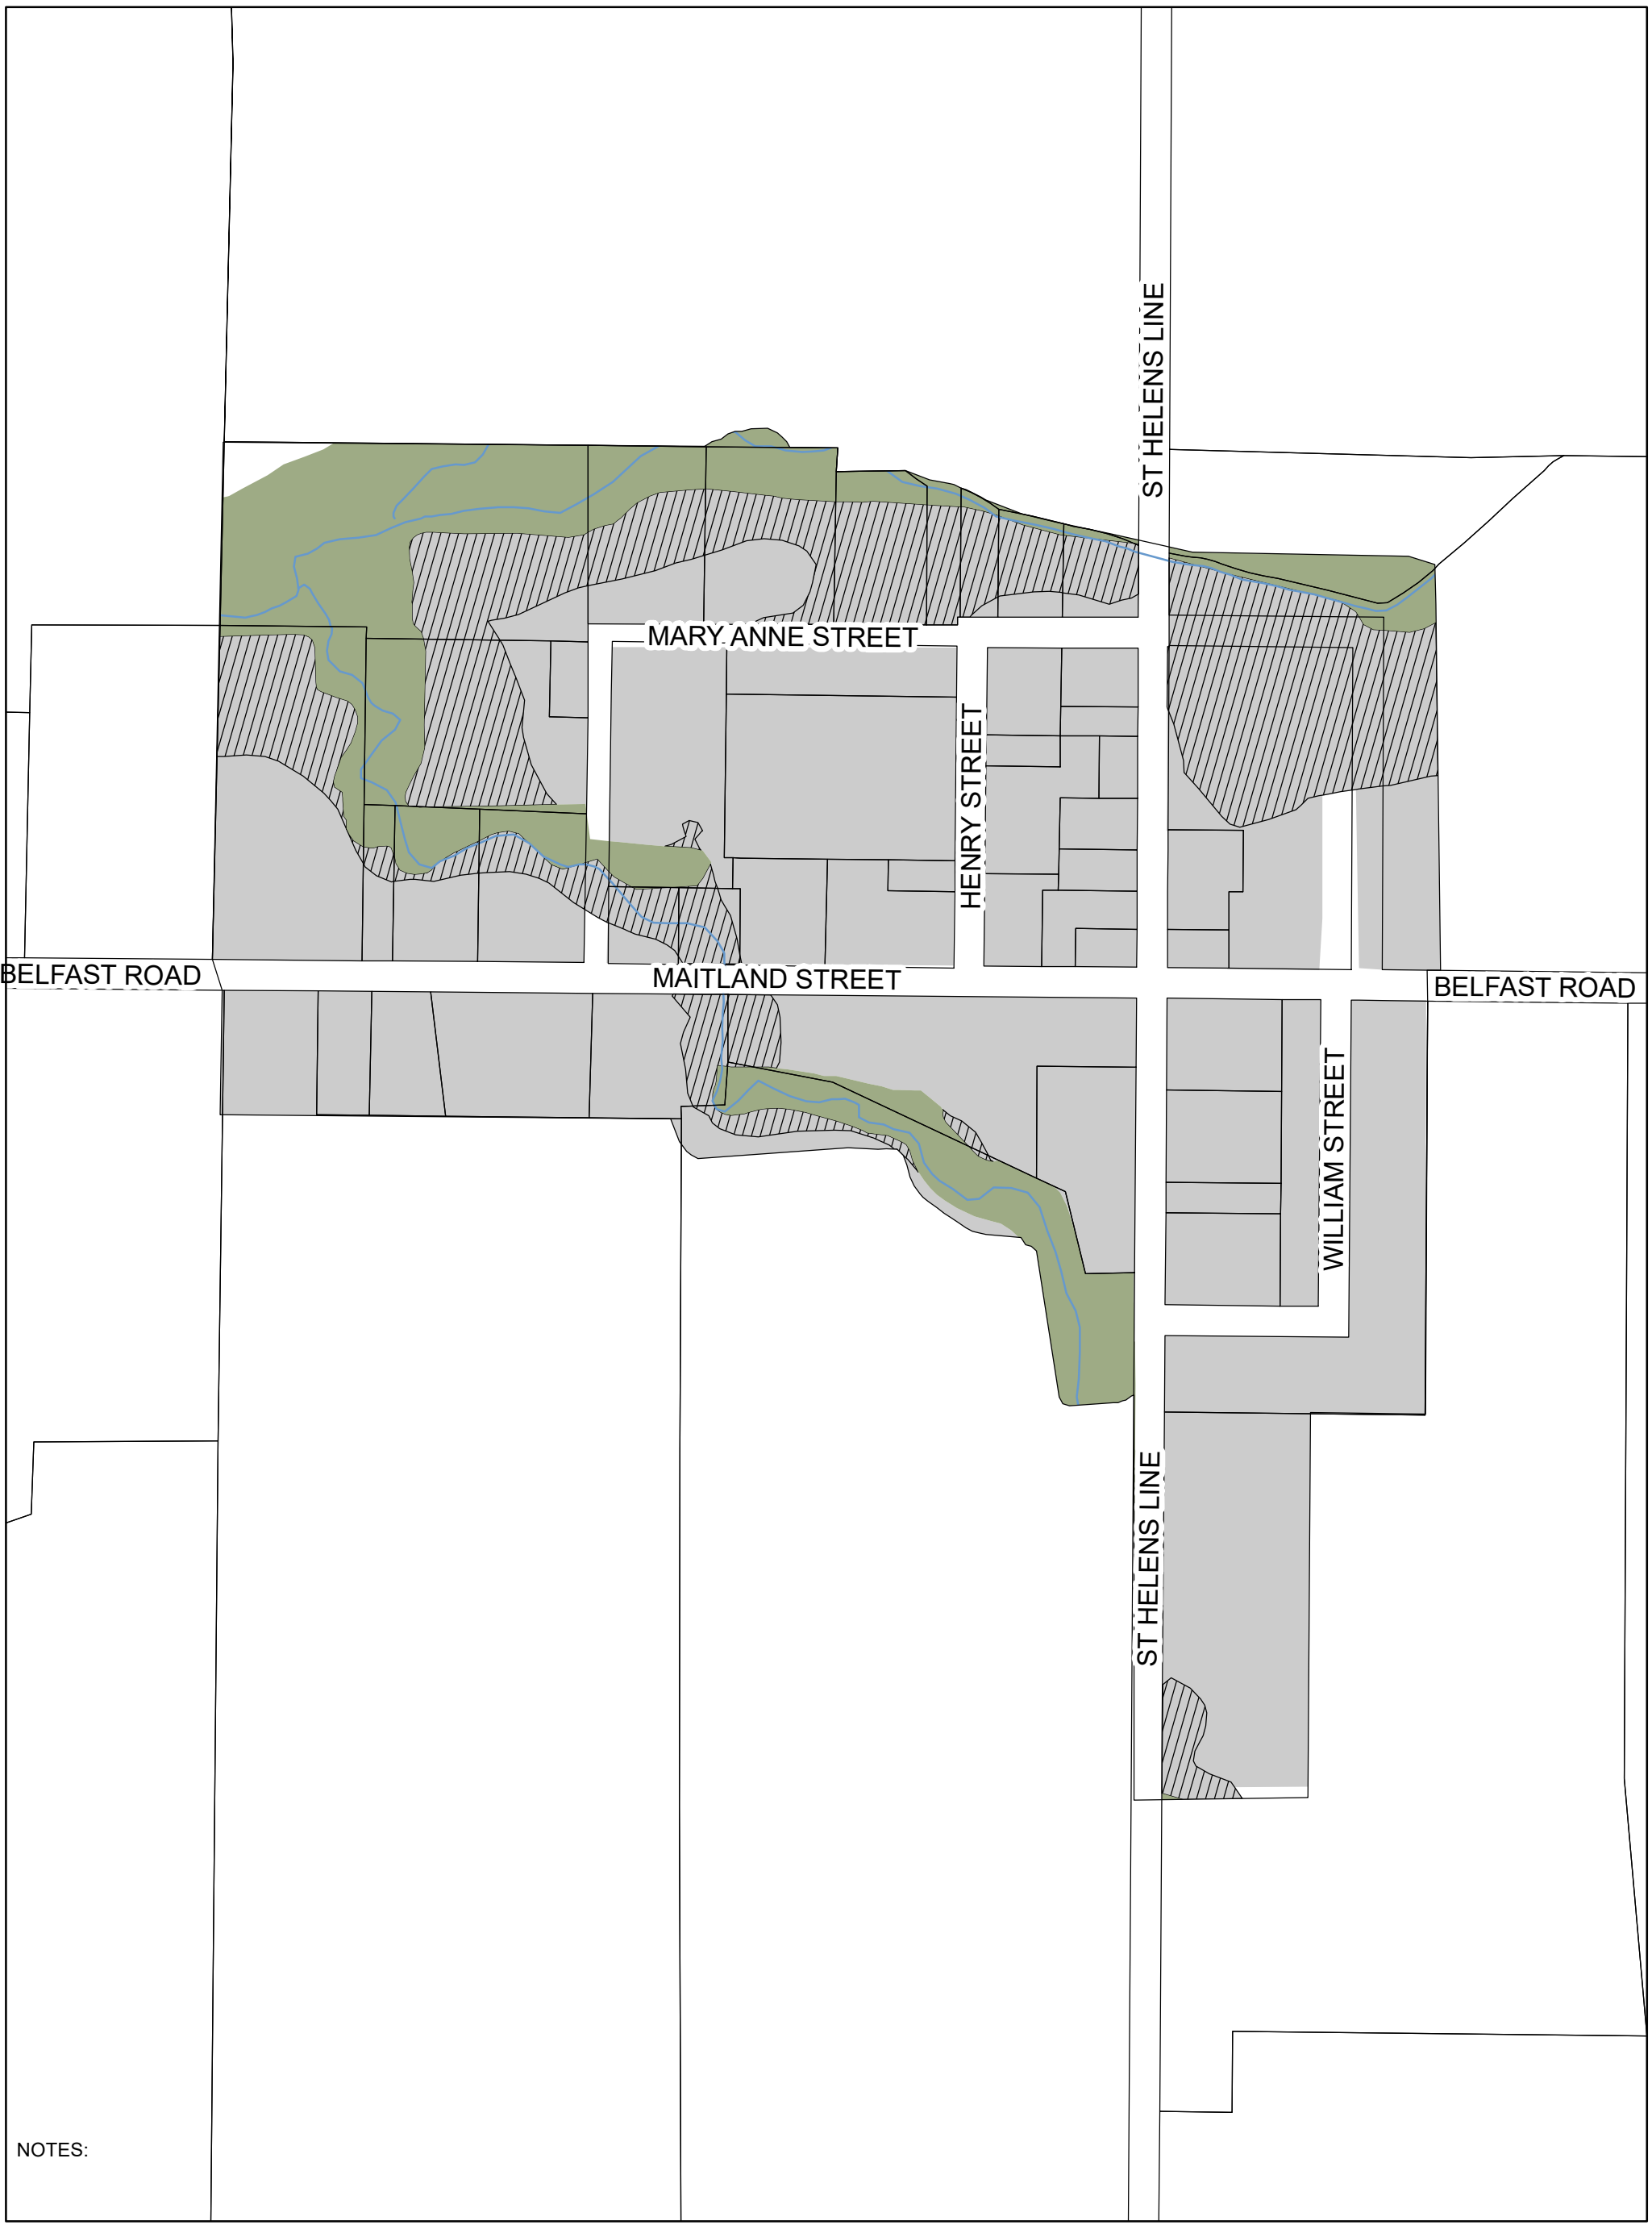 ST HELENS LINE
MARY ANNE STREET
HENRY STREET
BELFAST ROAD
MAITLAND STREET
BELFAST ROAD
WILLIAM STREET
ST HELENS LINE
NOTES: